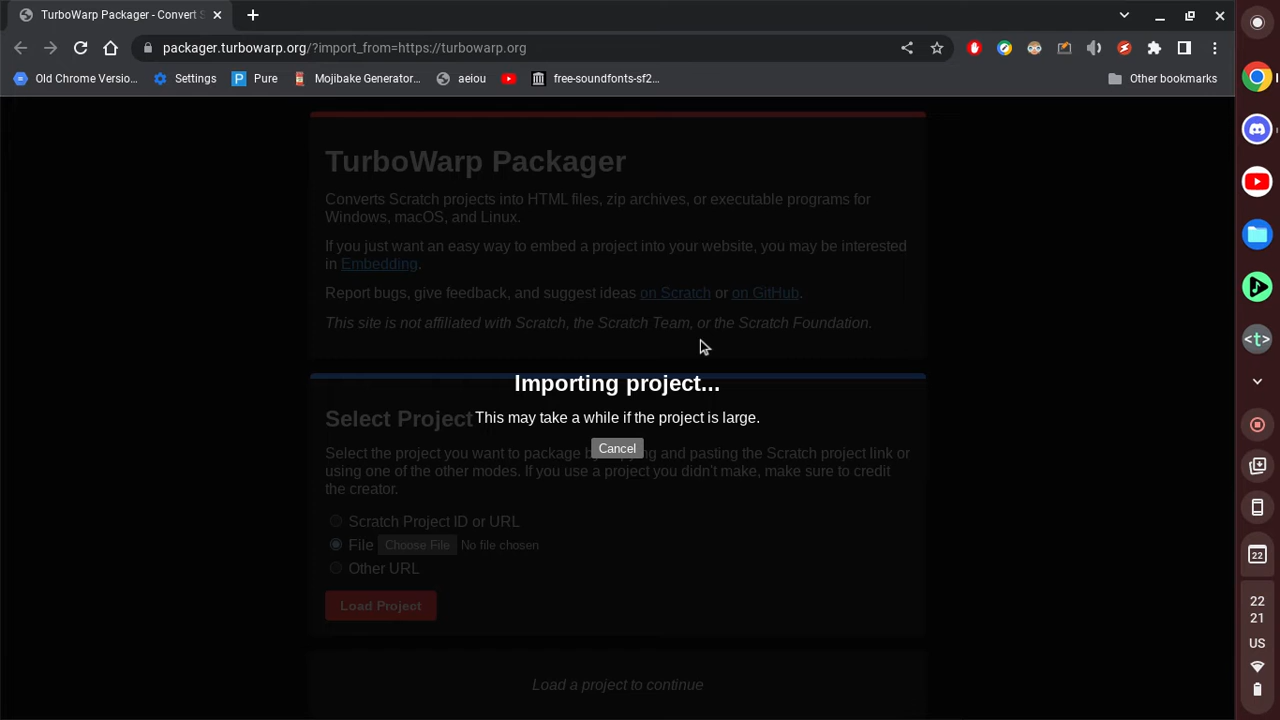 TurboWarp Packager - Convert S
packager.turbowarp.org/?import_from=https://turbowarp.org
Old Chrome Versio...
Settings
Pure
Mojibake Generator...
aeiou
free-soundfonts-sf2...
Other bookmarks
TurboWarp Packager
Converts Scratch projects into HTML files, zip archives, or executable programs for
Windows, macOS, and Linux.
If you just want an easy way to embed a project into your website, you may be interested
in Embedding.
Report bugs, give feedback, and suggest ideas on Scratch or on GitHub.
This site is not affiliated with Scratch, the Scratch Team, or the Scratch Foundation.
Importing project...
This may take a while if the project is large.
Cancel
Select Project
Select the project you want to package by copying and pasting the Scratch project link or
using one of the other modes. If you use a project you didn't make, make sure to credit
the creator.
Scratch Project ID or URL
File Choose File No file chosen
Other URL
Load Project
Load a project to continue
<t>
22
22
21
US